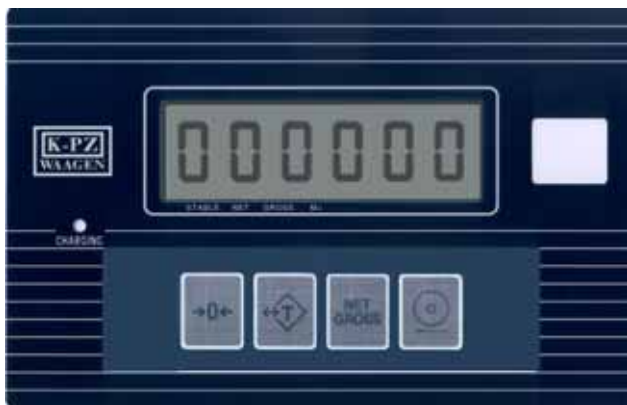 000000
K-PZ
WAAGEN
STABLE NET GROSS
CHARGING
→0←
↔T
NET
GROSS